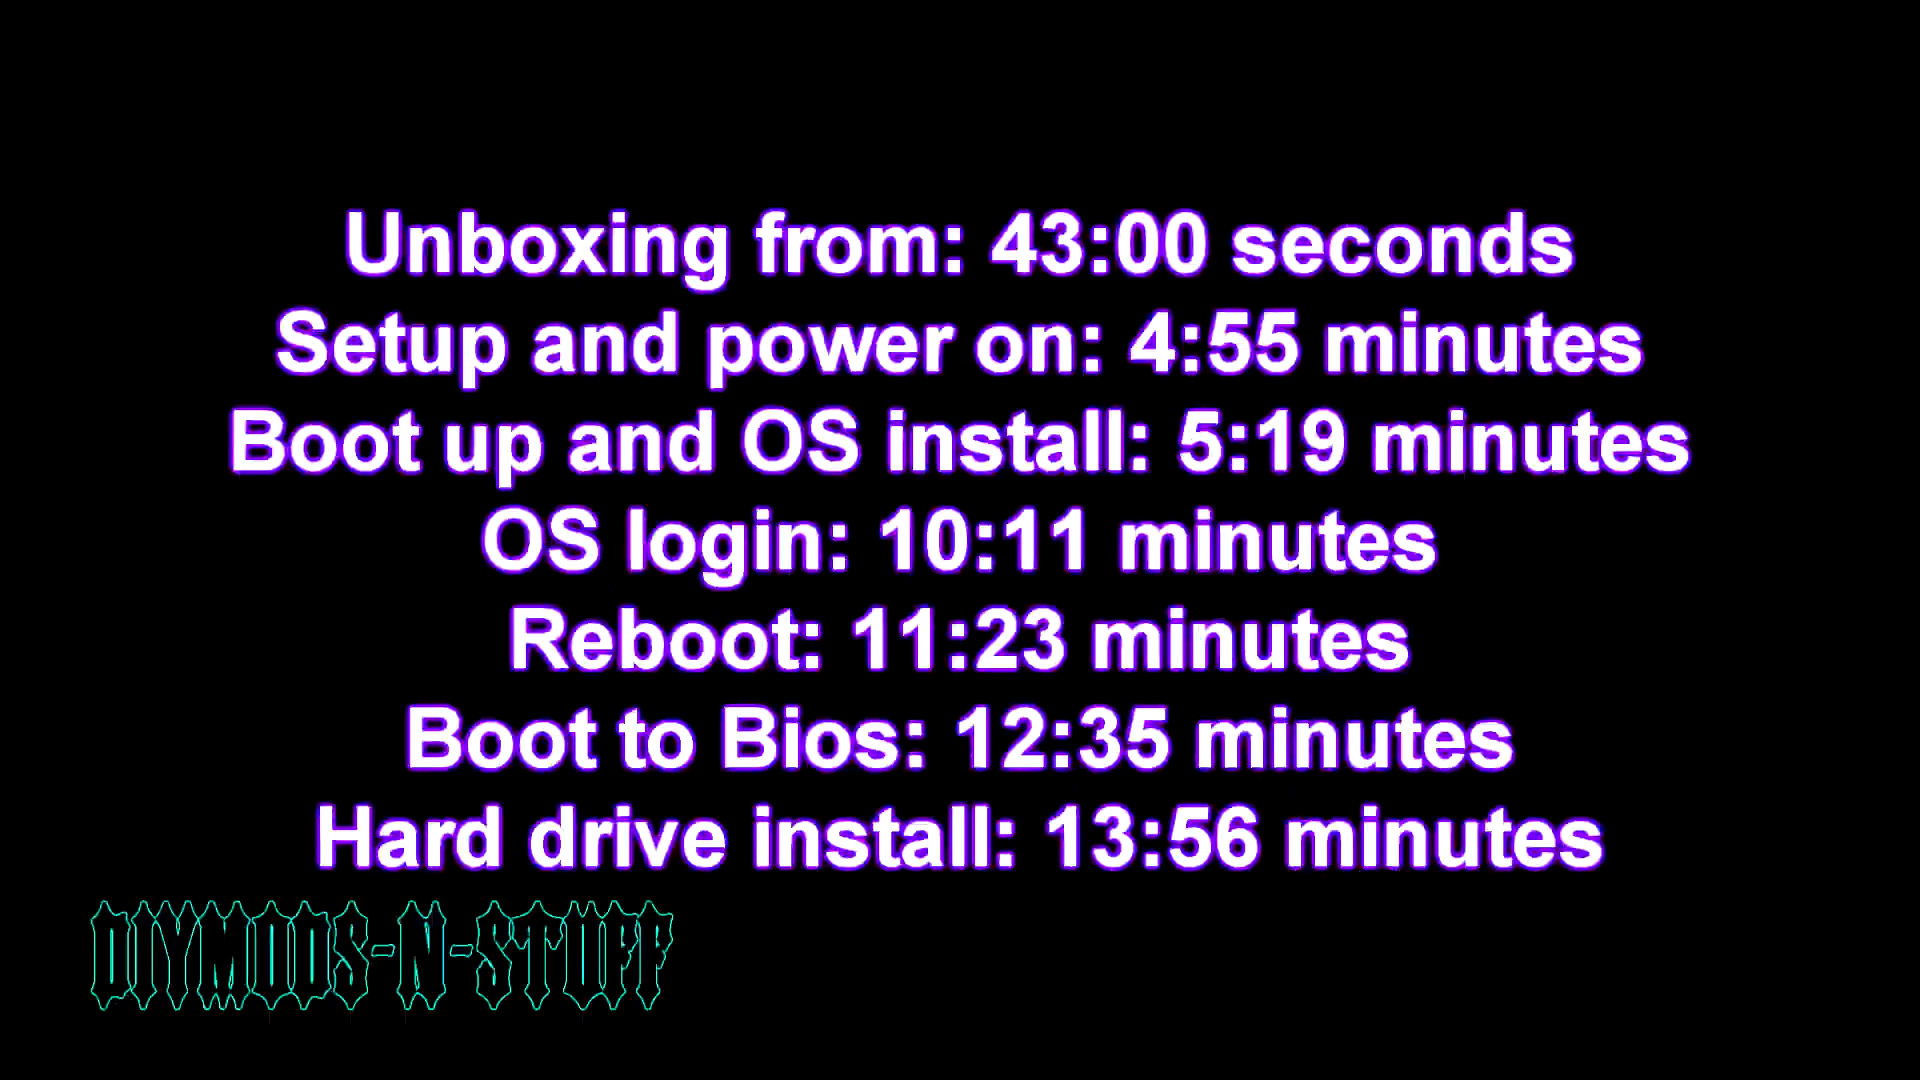 Unboxing from: 43:00 seconds
Setup and power on: 4:55 minutes
Boot up and OS install: 5:19 minutes
OS login: 10:11 minutes
Reboot: 11:23 minutes
Boot to Bios: 12:35 minutes
Hard drive install: 13:56 minutes
DIYMODS-N-STUFF